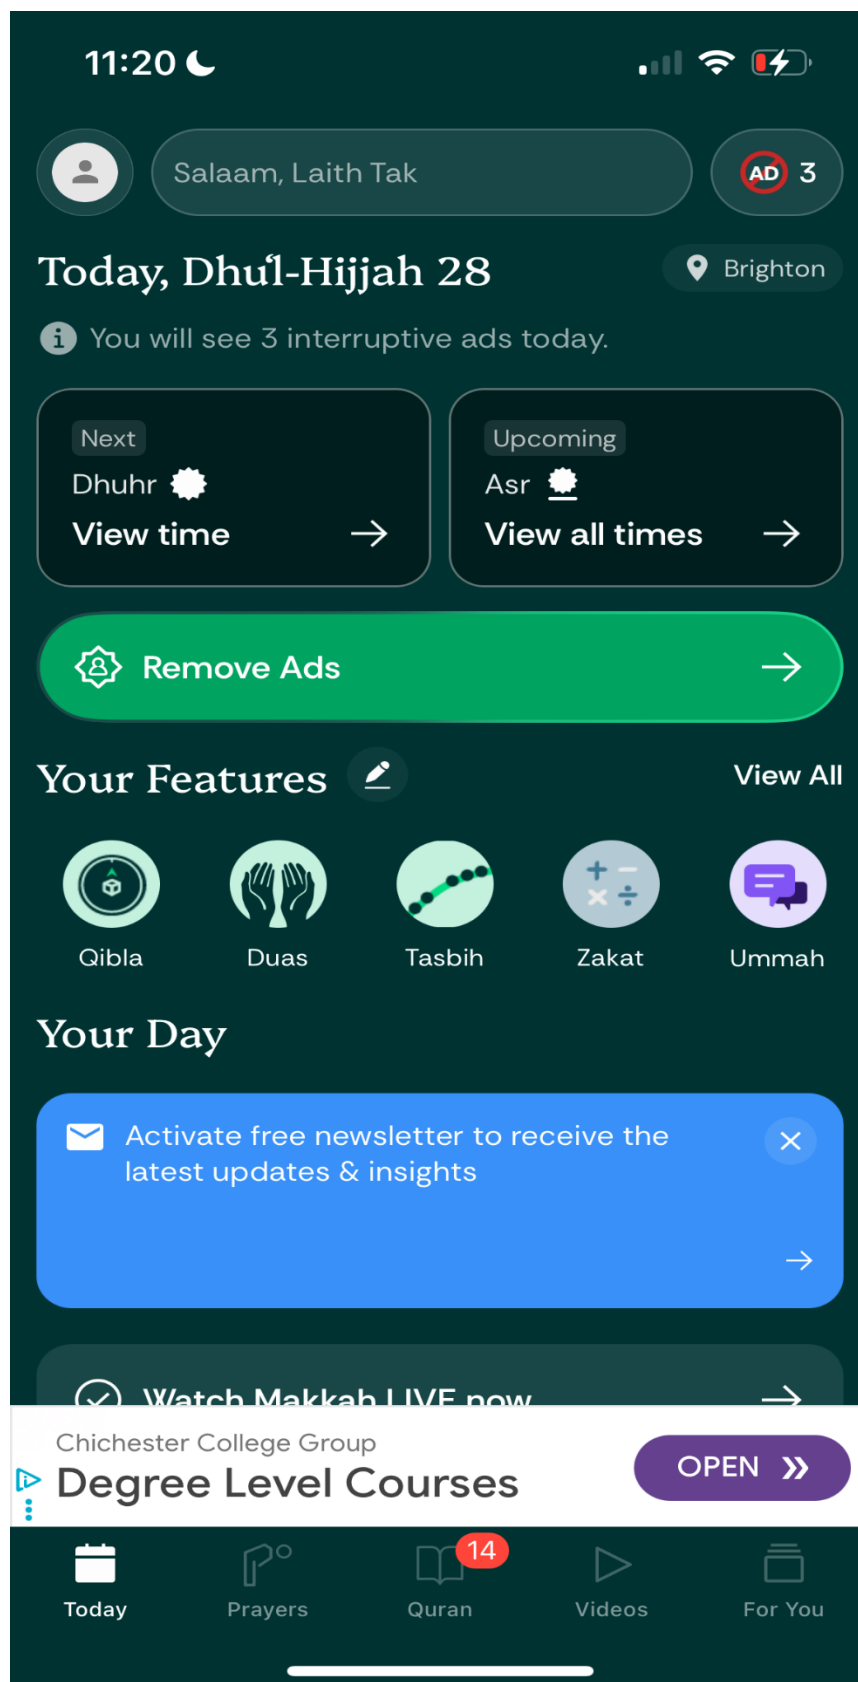 11:20
Salaam, Laith Tak
AD 3
Today, Dhu'l-Hijjah 28
Brighton
You will see 3 interruptive ads today.
Next
Dhuhr
View time
Upcoming
Asr
View all times
Remove Ads
Your Features
View All
Qibla
Duas
Tasbih
Zakat
Ummah
Your Day
Activate free newsletter to receive the
latest updates & insights
Watch Makkah LIVE now
Chichester College Group
Degree Level Courses
OPEN
14
Today
Prayers
Quran
Videos
For You